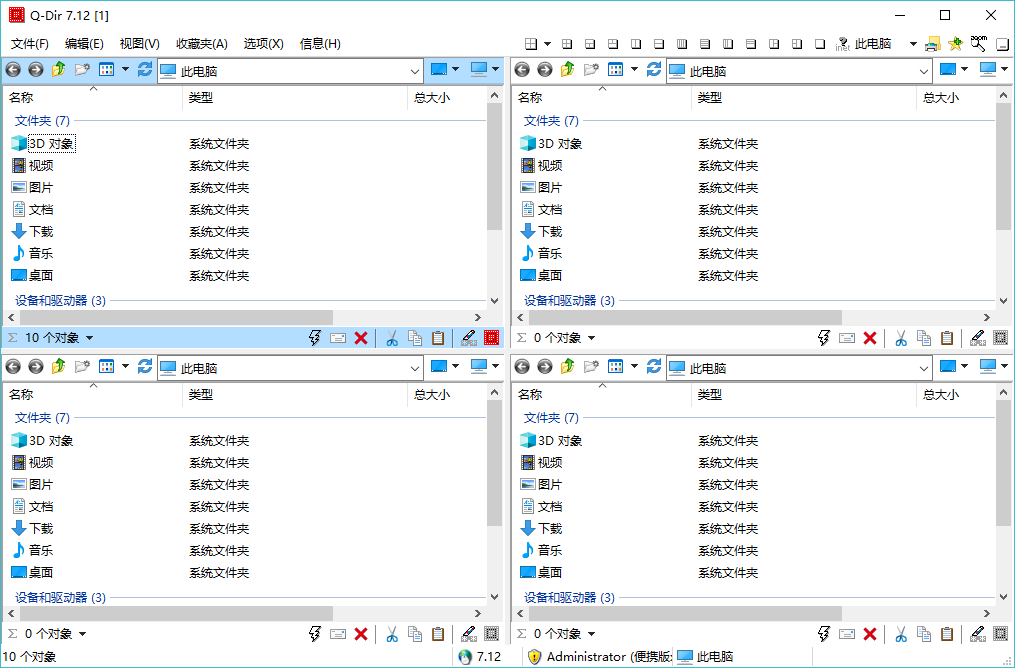 Q-Dir 7.12 [1]
文件(F) 编辑(E) 视图(V) 收藏夹(A) 选项(X) 信息(H) inet 此电脑 zoom
此电脑
名称 类型 总大小
文件夹 (7)
3D 对象 系统文件夹
视频 系统文件夹
图片 系统文件夹
文档 系统文件夹
下载 系统文件夹
音乐 系统文件夹
桌面 系统文件夹
设备和驱动器 (3)
Σ 10 个对象
此电脑
名称 类型 总大小
文件夹 (7)
3D 对象 系统文件夹
视频 系统文件夹
图片 系统文件夹
文档 系统文件夹
下载 系统文件夹
音乐 系统文件夹
桌面 系统文件夹
设备和驱动器 (3)
Σ 0 个对象
此电脑
名称 类型 总大小
文件夹 (7)
3D 对象 系统文件夹
视频 系统文件夹
图片 系统文件夹
文档 系统文件夹
下载 系统文件夹
音乐 系统文件夹
桌面 系统文件夹
设备和驱动器 (3)
Σ 0 个对象
此电脑
名称 类型 总大小
文件夹 (7)
3D 对象 系统文件夹
视频 系统文件夹
图片 系统文件夹
文档 系统文件夹
下载 系统文件夹
音乐 系统文件夹
桌面 系统文件夹
设备和驱动器 (3)
Σ 0 个对象
10 个对象 7.12 Administrator (便携版: 此电脑